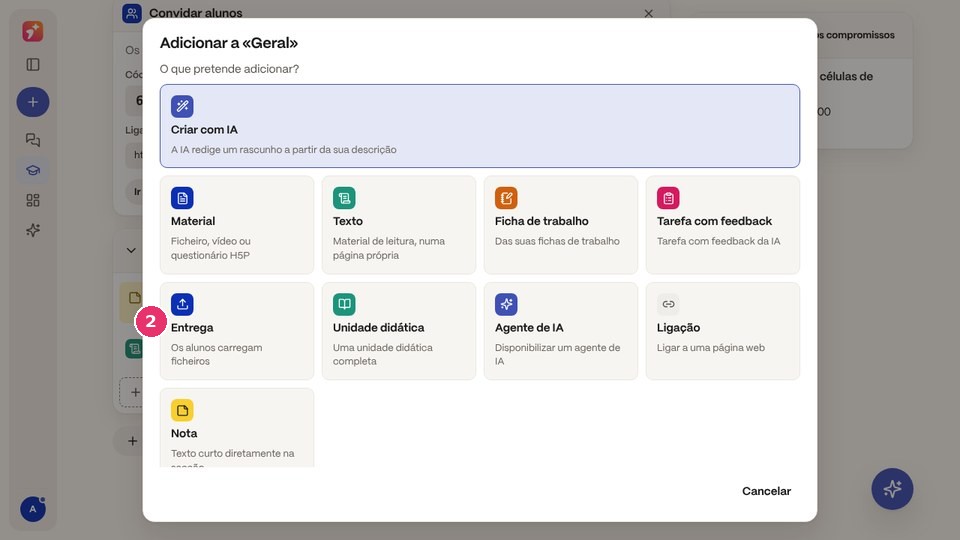 Convidar alunos
Adicionar a «Geral»
O que pretende adicionar?
os compromissos
células de
Os
Cód
6
:00
Liga
ht
Ir
Criar com IA
A IA redige um rascunho a partir da sua descrição
Material
Ficheiro, vídeo ou
questionário H5P
Texto
Material de leitura, numa
página própria
Ficha de trabalho
Das suas fichas de trabalho
Tarefa com feedback
Tarefa com feedback da IA
2
Entrega
Os alunos carregam
ficheiros
Unidade didática
Uma unidade didática
completa
Agente de IA
Disponibilizar um agente de
IA
Ligação
Ligar a uma página web
Nota
Texto curto diretamente na
Cancelar
A